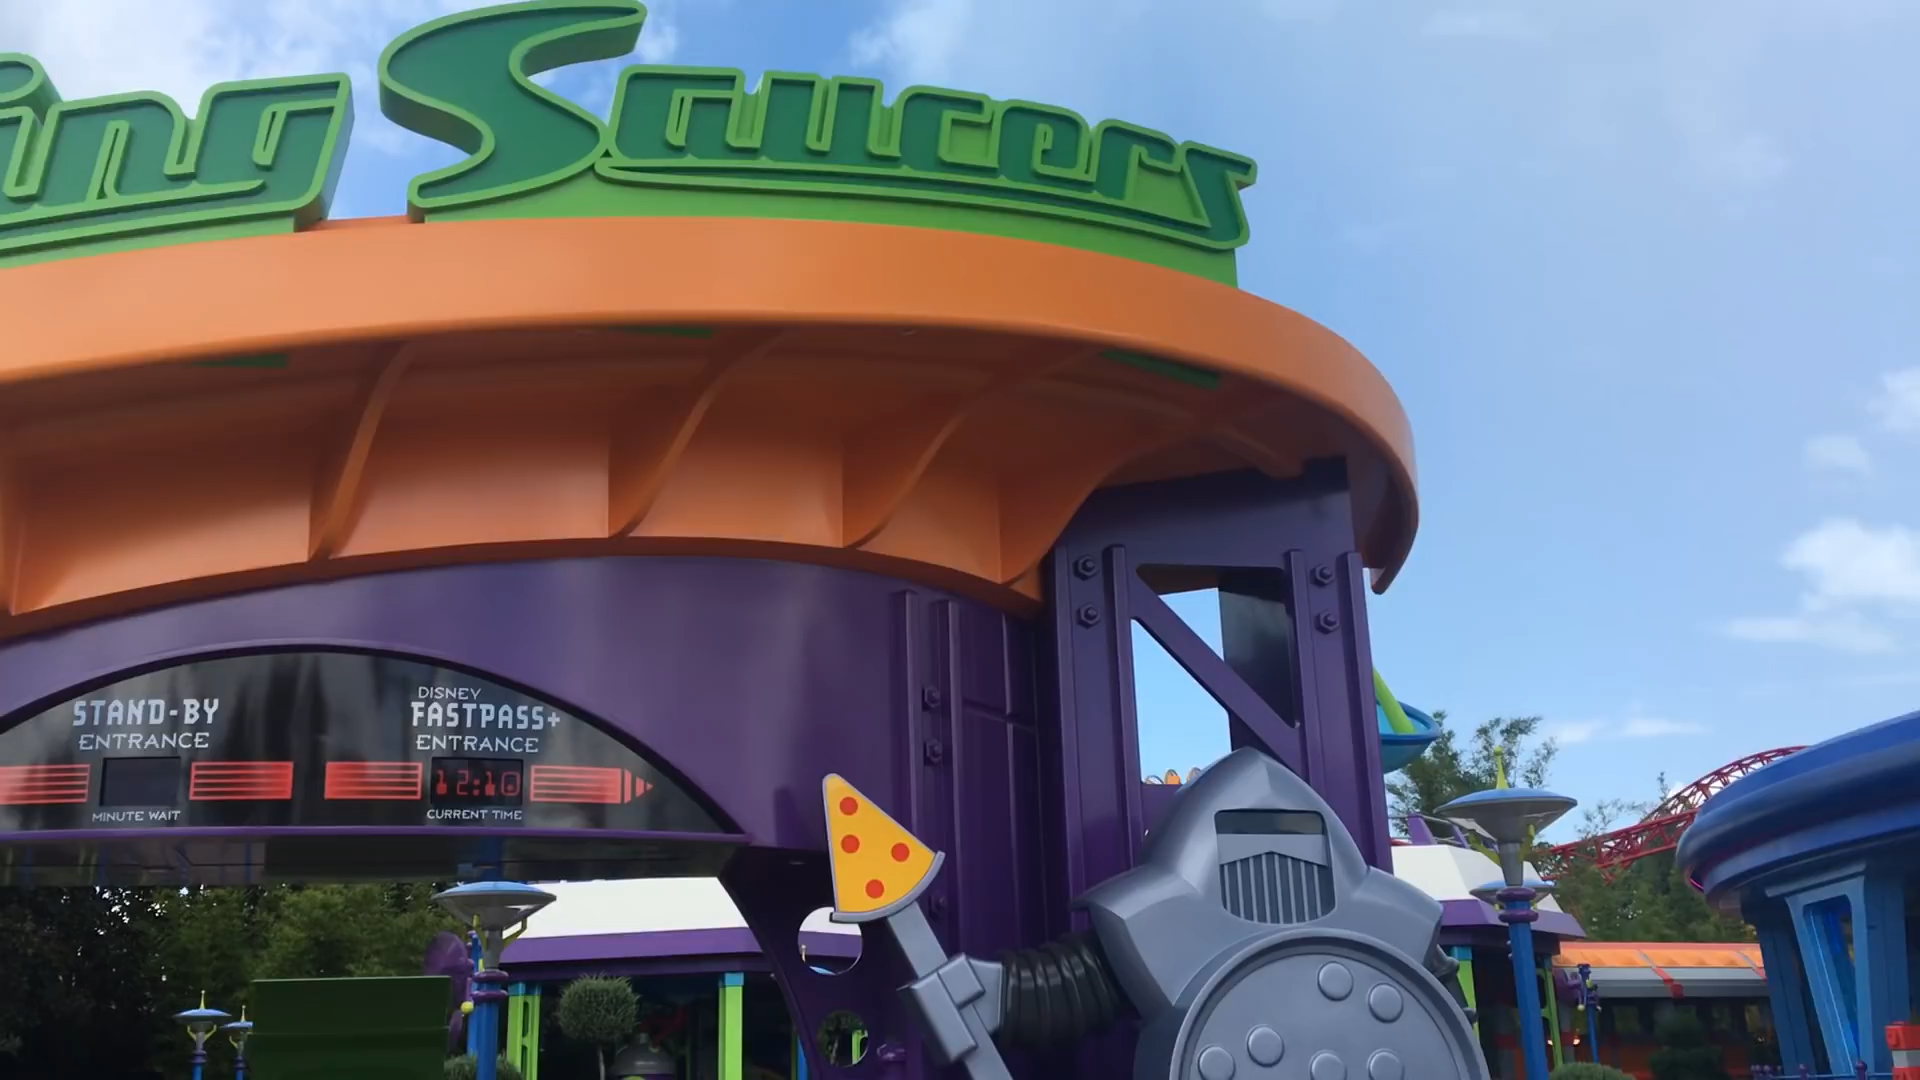 ing Saucers
STAND-BY
ENTRANCE
MINUTE WAIT
DISNEY
FASTPASS+
ENTRANCE
12:10
CURRENT TIME